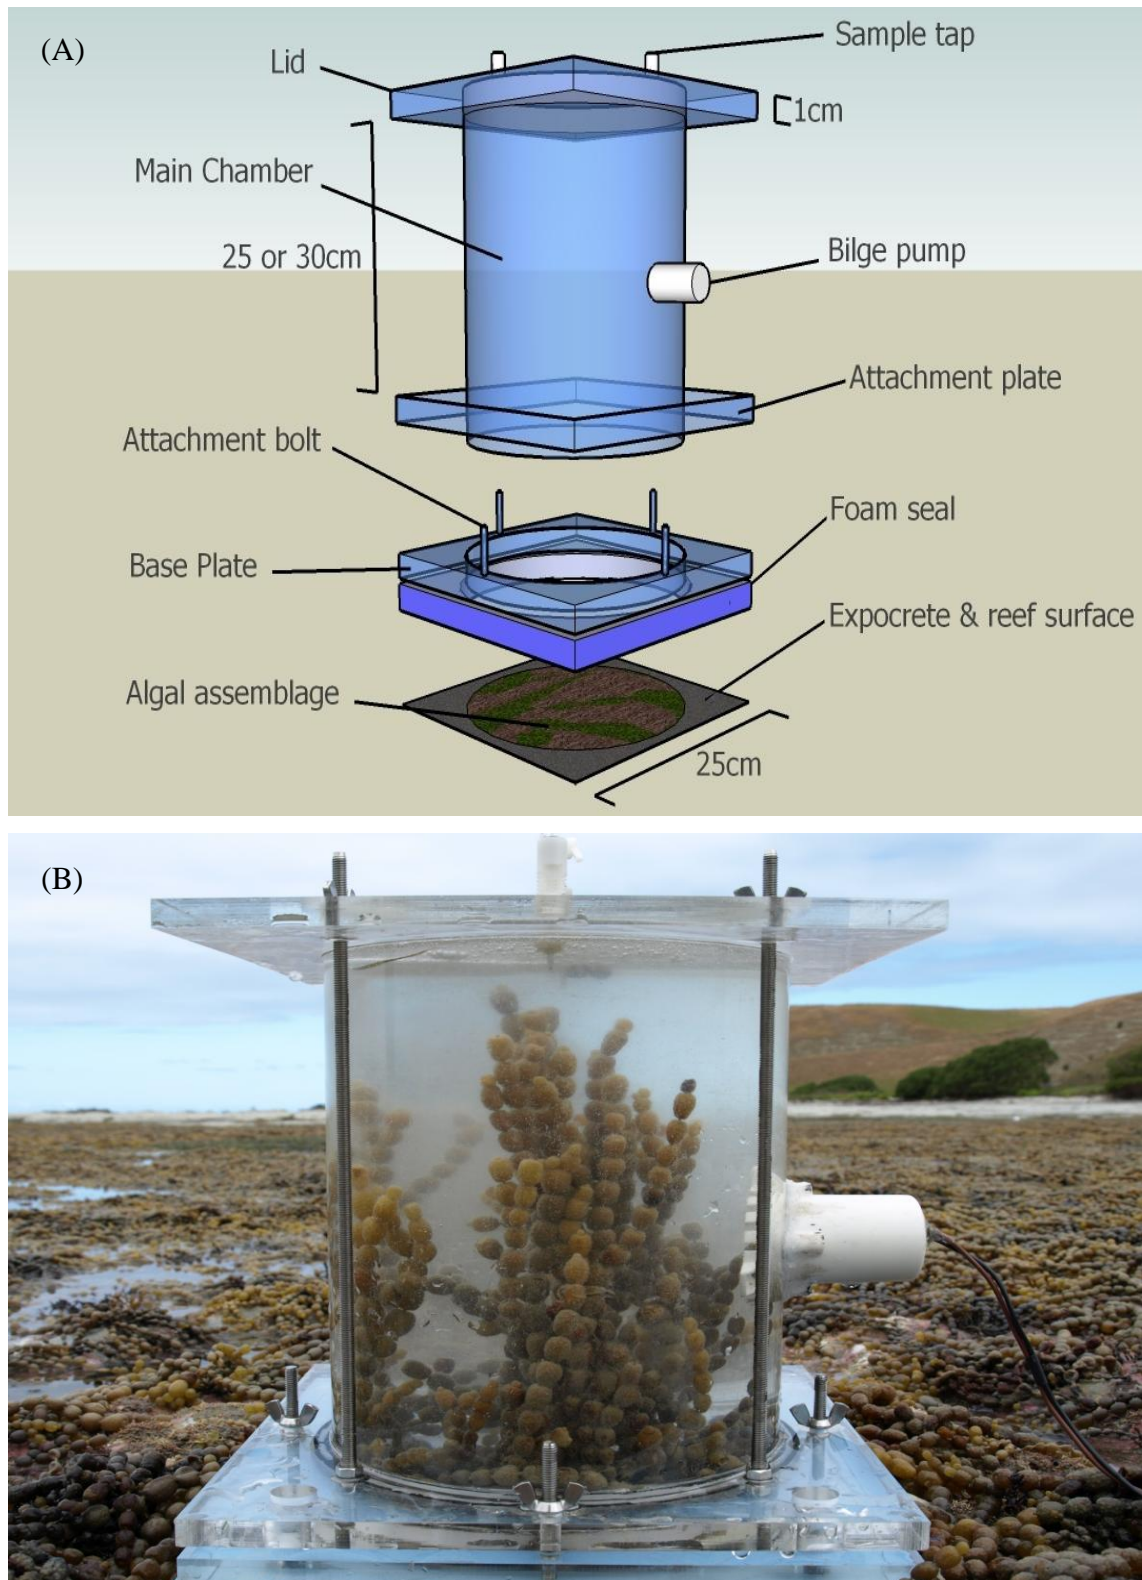 (A)
Sample tap
Lid
1cm
Main Chamber
25 or 30cm
Bilge pump
Attachment plate
Attachment bolt
Foam seal
Base Plate
Expocrete & reef surface
Algal assemblage
25cm
(B)